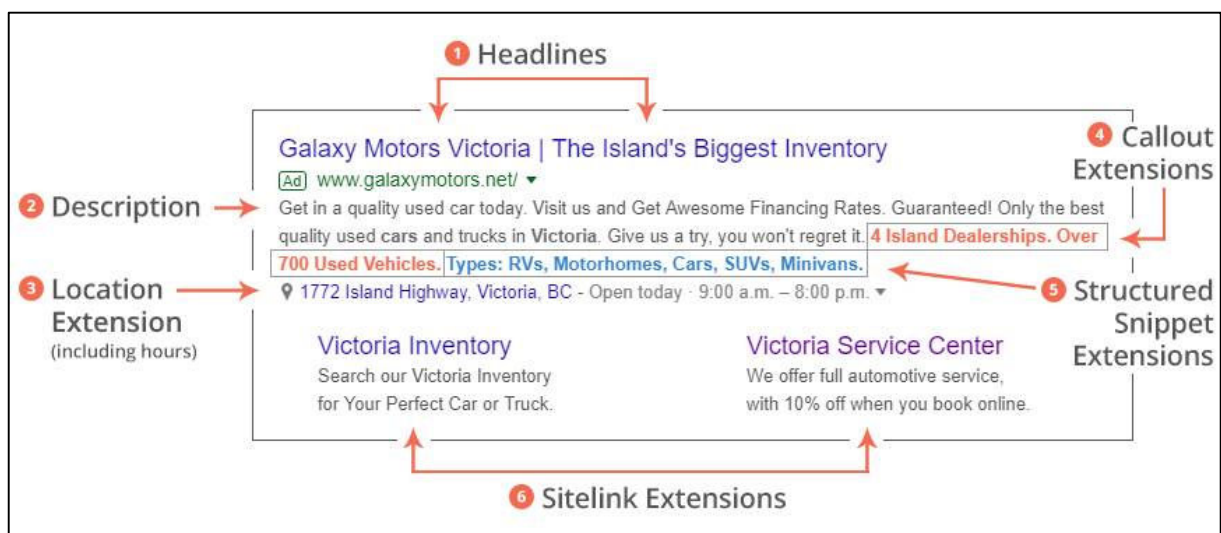 1 Headlines
4 Callout
Extensions
Galaxy Motors Victoria | The Island's Biggest Inventory
Ad www.galaxymotors.net/
2 Description
Get in a quality used car today. Visit us and Get Awesome Financing Rates. Guaranteed! Only the best
quality used cars and trucks in Victoria. Give us a try, you won't regret it. 4 Island Dealerships. Over
700 Used Vehicles. Types: RVs, Motorhomes, Cars, SUVs, Minivans.
3 Location
Extension
(including hours)
1772 Island Highway, Victoria, BC - Open today · 9:00 a.m. – 8:00 p.m.
5 Structured
Snippet
Extensions
Victoria Inventory
Search our Victoria Inventory
for Your Perfect Car or Truck.
Victoria Service Center
We offer full automotive service,
with 10% off when you book online.
6 Sitelink Extensions